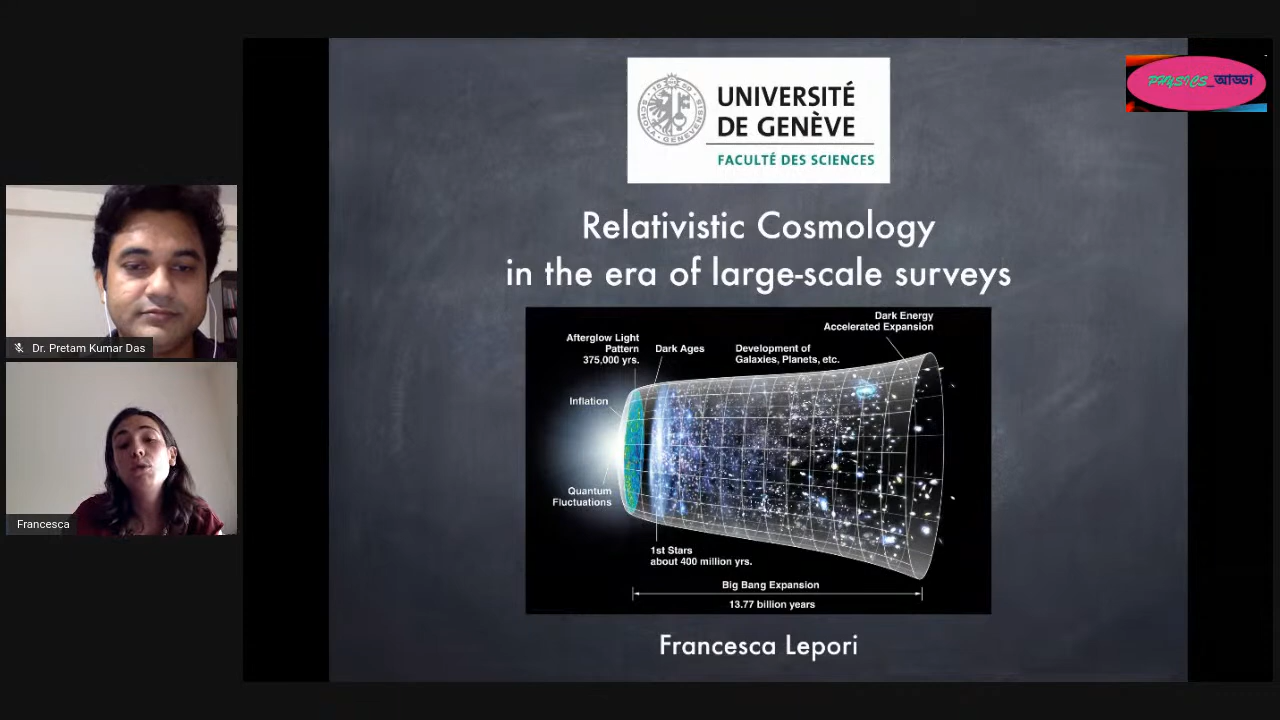 PHYSICS_আড্ডা
UNIVERSITÉ
DE GENÈVE
FACULTÉ DES SCIENCES
Relativistic Cosmology
in the era of large-scale surveys
Dark Energy
Accelerated Expansion
Afterglow Light
Pattern
375,000 yrs.
Dark Ages
Development of
Galaxies, Planets, etc.
Inflation
Quantum
Fluctuations
1st Stars
about 400 million yrs.
Big Bang Expansion
13.77 billion years
Francesca Lepori
Dr. Pretam Kumar Das
Francesca